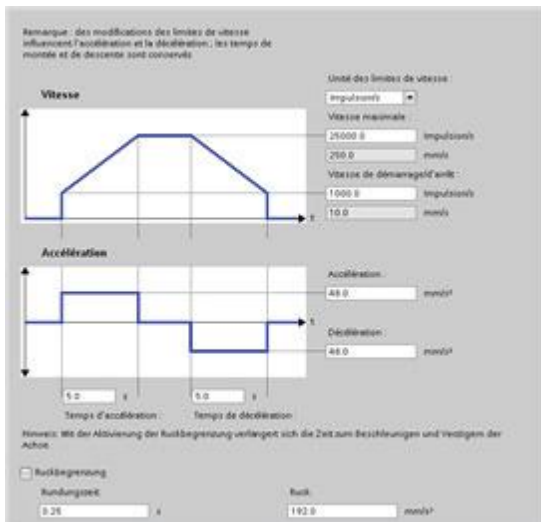 Remarque : des modifications des limites de vitesse
influencent l'accélération et la décélération ; les temps de
montée et de descente sont conservés
Unité des limites de vitesse :
Vitesse
Impulsion/s
Vitesse maximale :
25000.0 Impulsion/s
250.0 mm/s
Vitesse de démarrage/d'arrêt :
1000.0 Impulsion/s
10.0 mm/s
t
Accélération
Accélération :
48.0 mm/s²
t
Décélération :
48.0 mm/s²
5.0 s 5.0 s
Temps d'accélération : Temps de décélération
Hinweis: Mit der Aktivierung der Ruckbegrenzung verlängert sich die Zeit zum Beschleunigen und Verzögern der
Achse.
Ruckbegrenzung
Rundungszeit: Ruck:
0.25 s 192.0 mm/s³